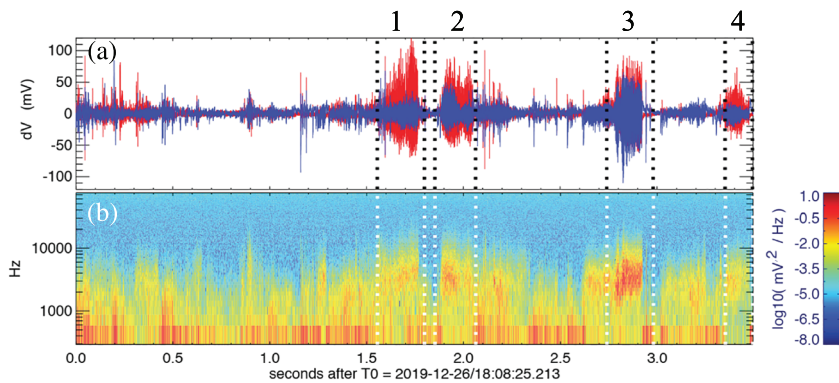 1 2 3 4
(a)
100
50
0
-50
-100
dV (mV)
(b)
10000
1000
Hz
0.0 0.5 1.0 1.5 2.0 2.5 3.0
seconds after T0 = 2019-12-26/18:08:25.213
1.0
-0.5
-2.0
-3.5
-5.0
-6.5
-8.0
log10( mV^2 / Hz )